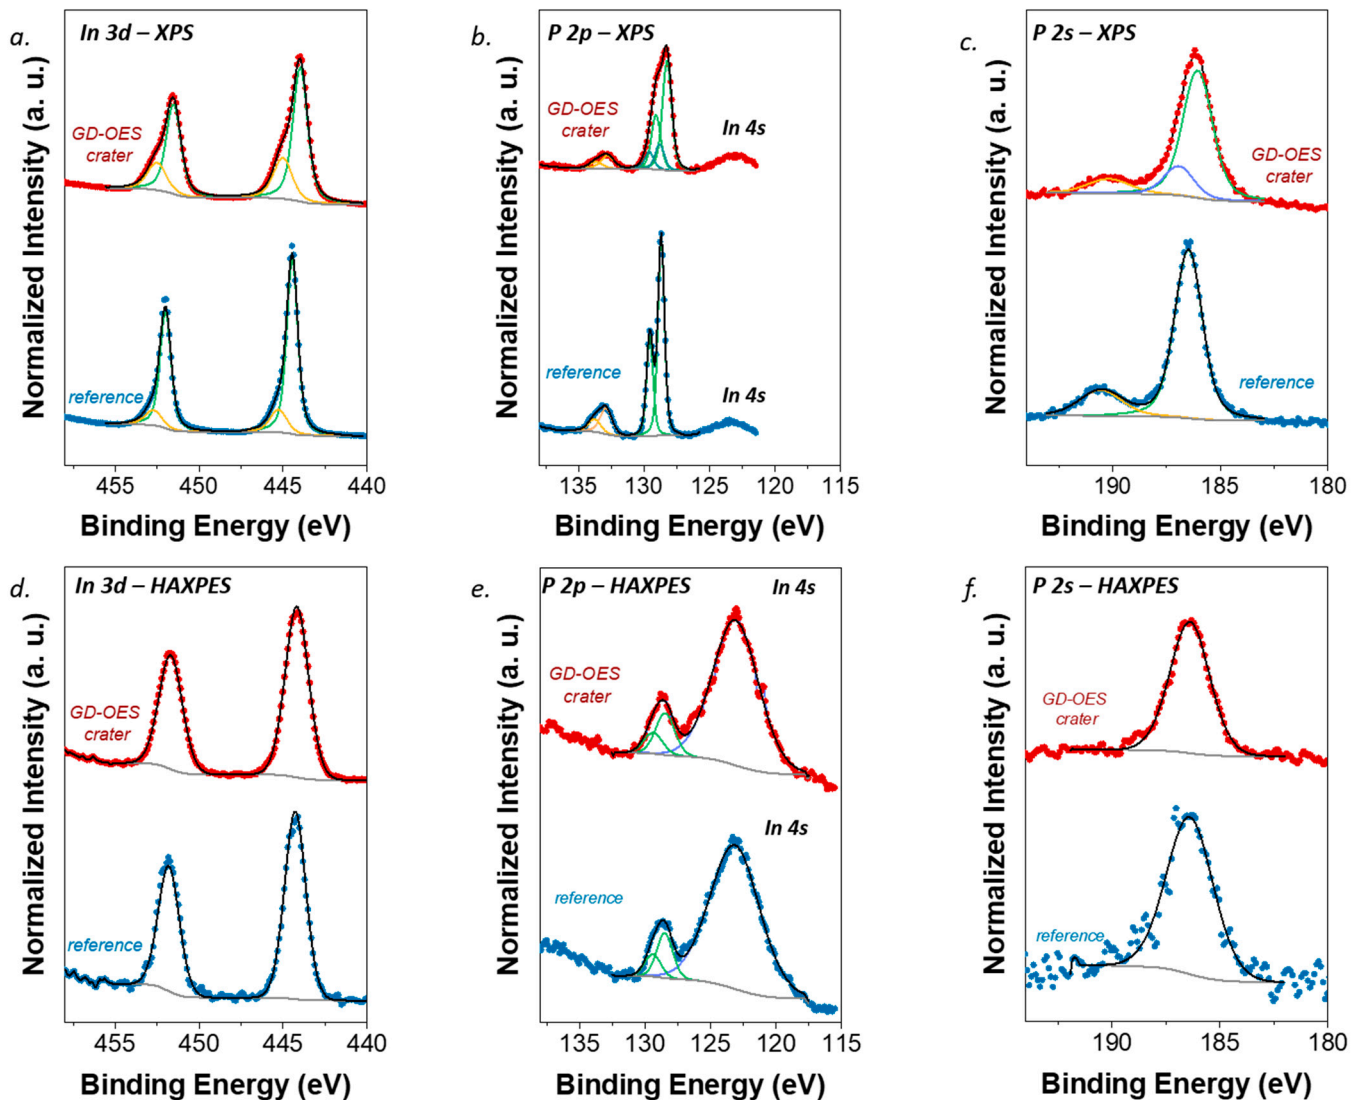 a.
In 3d – XPS
GD-OES
crater
reference
Normalized Intensity (a. u.)
455
450
445
440
Binding Energy (eV)
b.
P 2p – XPS
GD-OES
crater
In 4s
reference
In 4s
Normalized Intensity (a. u.)
135
130
125
120
115
Binding Energy (eV)
c.
P 2s – XPS
GD-OES
crater
reference
Normalized Intensity (a. u.)
190
185
180
Binding Energy (eV)
d.
In 3d – HAXPES
GD-OES
crater
reference
Normalized Intensity (a. u.)
455
450
445
440
Binding Energy (eV)
e.
P 2p – HAXPES
In 4s
GD-OES
crater
In 4s
reference
Normalized Intensity (a. u.)
135
130
125
120
115
Binding Energy (eV)
f.
P 2s – HAXPES
GD-OES
crater
reference
Normalized Intensity (a. u.)
190
185
180
Binding Energy (eV)